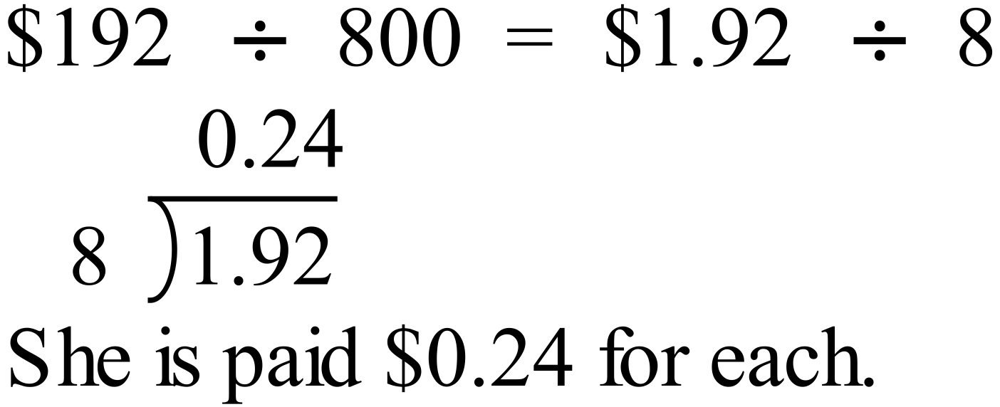 $192 ÷ 800 = $1.92 ÷ 8
0.24
8 ) 1.92
She is paid $0.24 for each.